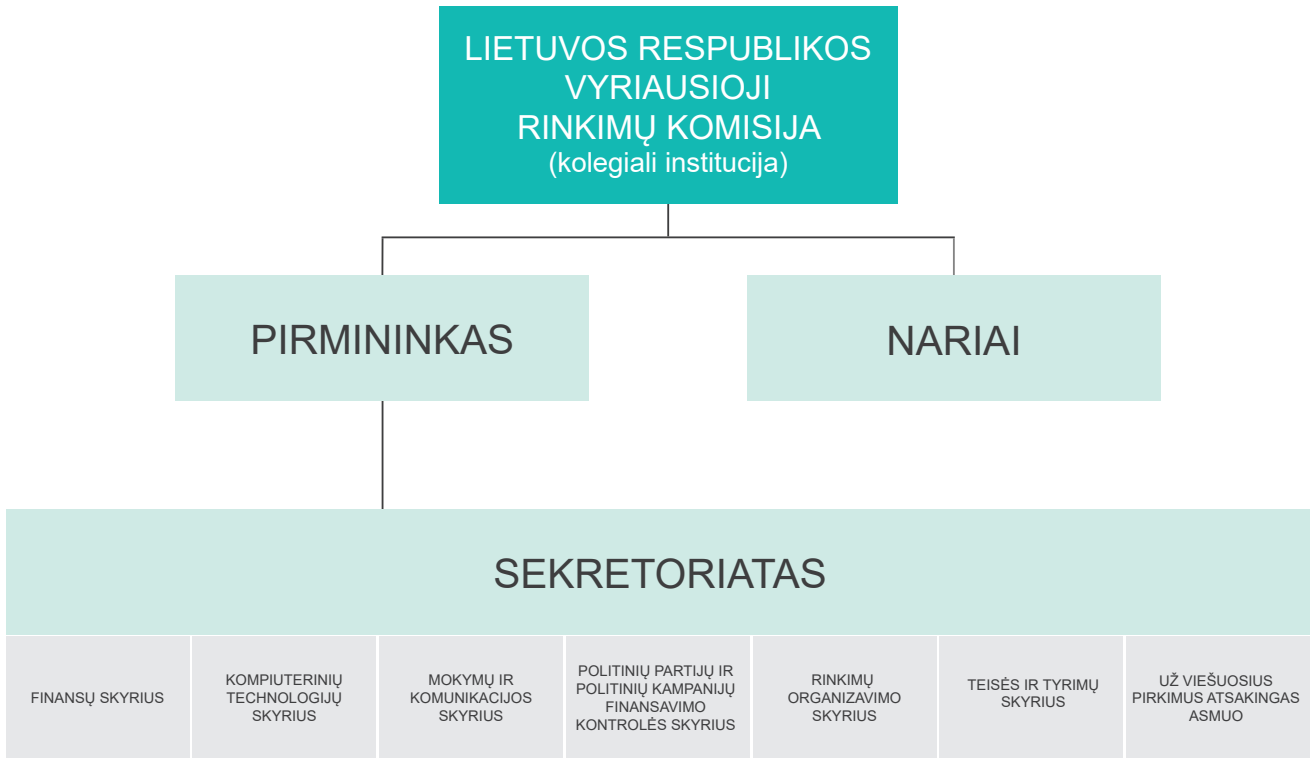 LIETUVOS RESPUBLIKOS
VYRIAUSIOJI
RINKIMŲ KOMISIJA
(kolegiali institucija)
PIRMININKAS
NARIAI
SEKRETORIATAS
FINANSŲ SKYRIUS
KOMPIUTERINIŲ
TECHNOLOGIJŲ
SKYRIUS
MOKYMŲ IR
KOMUNIKACIJOS
SKYRIUS
POLITINIŲ PARTIJŲ IR
POLITINIŲ KAMPANIJŲ
FINANSAVIMO
KONTROLĖS SKYRIUS
RINKIMŲ
ORGANIZAVIMO
SKYRIUS
TEISĖS IR TYRIMŲ
SKYRIUS
UŽ VIEŠUOSIUS
PIRKIMUS ATSAKINGAS
ASMUO